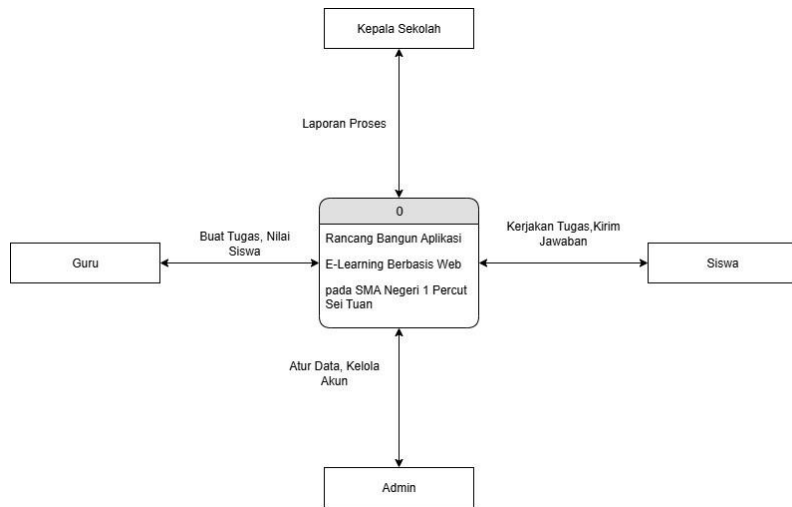 Kepala Sekolah
Laporan Proses
0
Rancang Bangun Aplikasi
E-Learning Berbasis Web
pada SMA Negeri 1 Percut
Sei Tuan
Buat Tugas, Nilai
Siswa
Guru
Kerjakan Tugas,Kirim
Jawaban
Siswa
Atur Data, Kelola
Akun
Admin